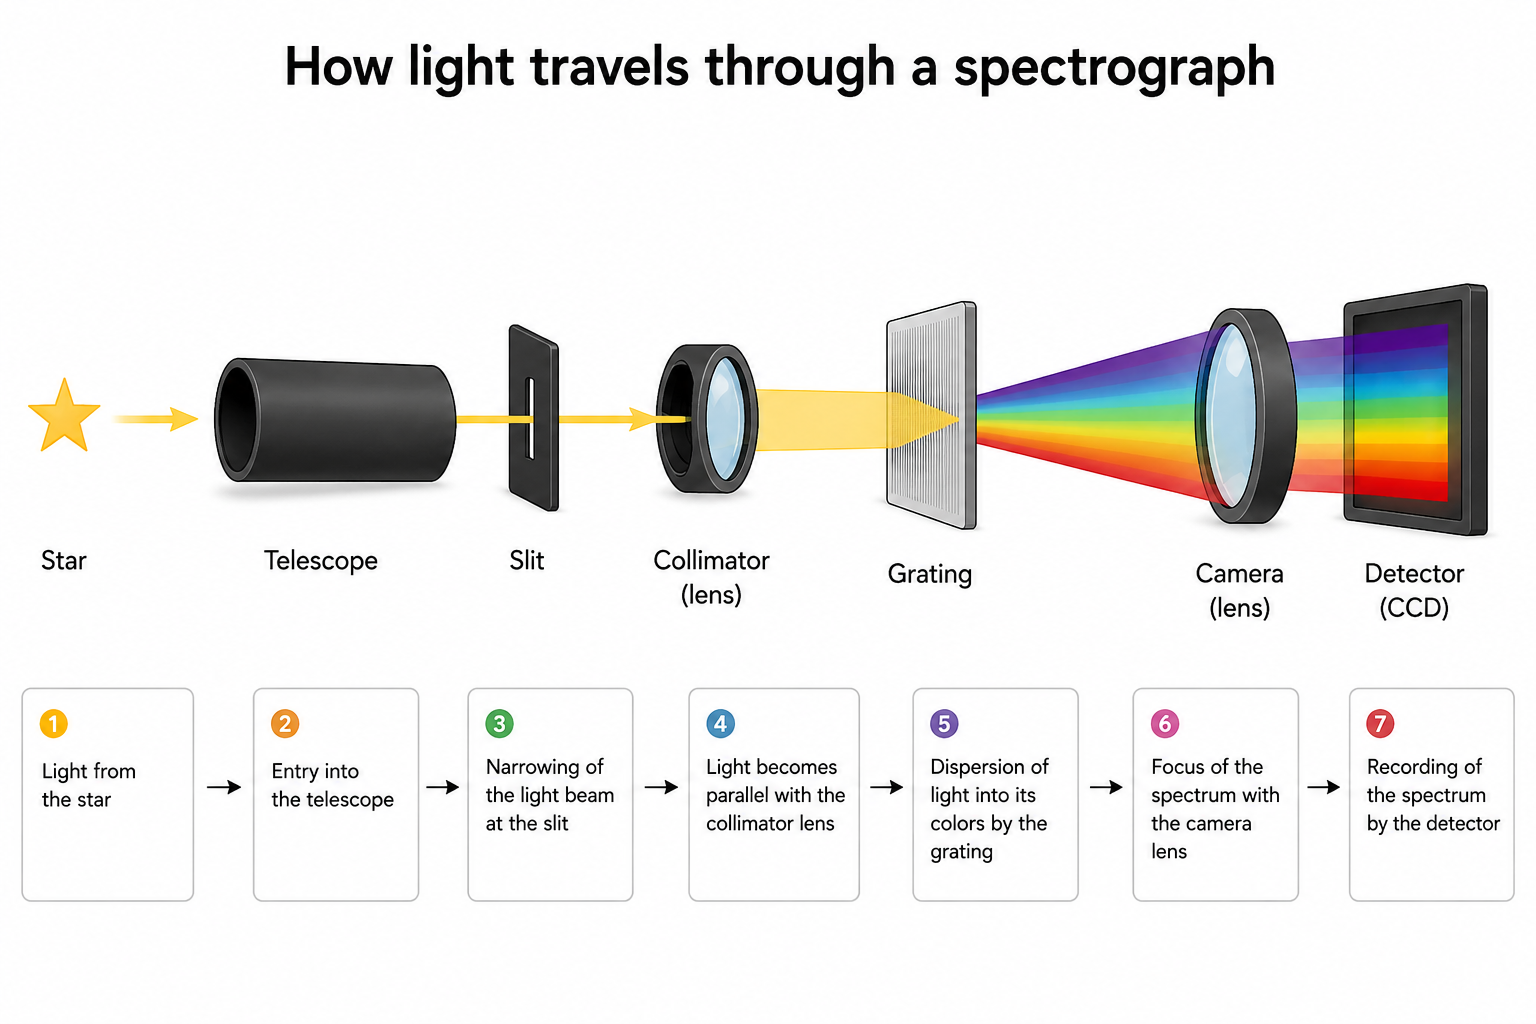 How light travels through a spectrograph
Star
Telescope
Slit
Collimator
(lens)
Grating
Camera
(lens)
Detector
(CCD)
1
Light from
the star
2
Entry into
the telescope
3
Narrowing of
the light beam
at the slit
4
Light becomes
parallel with the
collimator lens
5
Dispersion of
light into its
colors by the
grating
6
Focus of the
spectrum with
the camera
lens
7
Recording of
the spectrum
by the detector